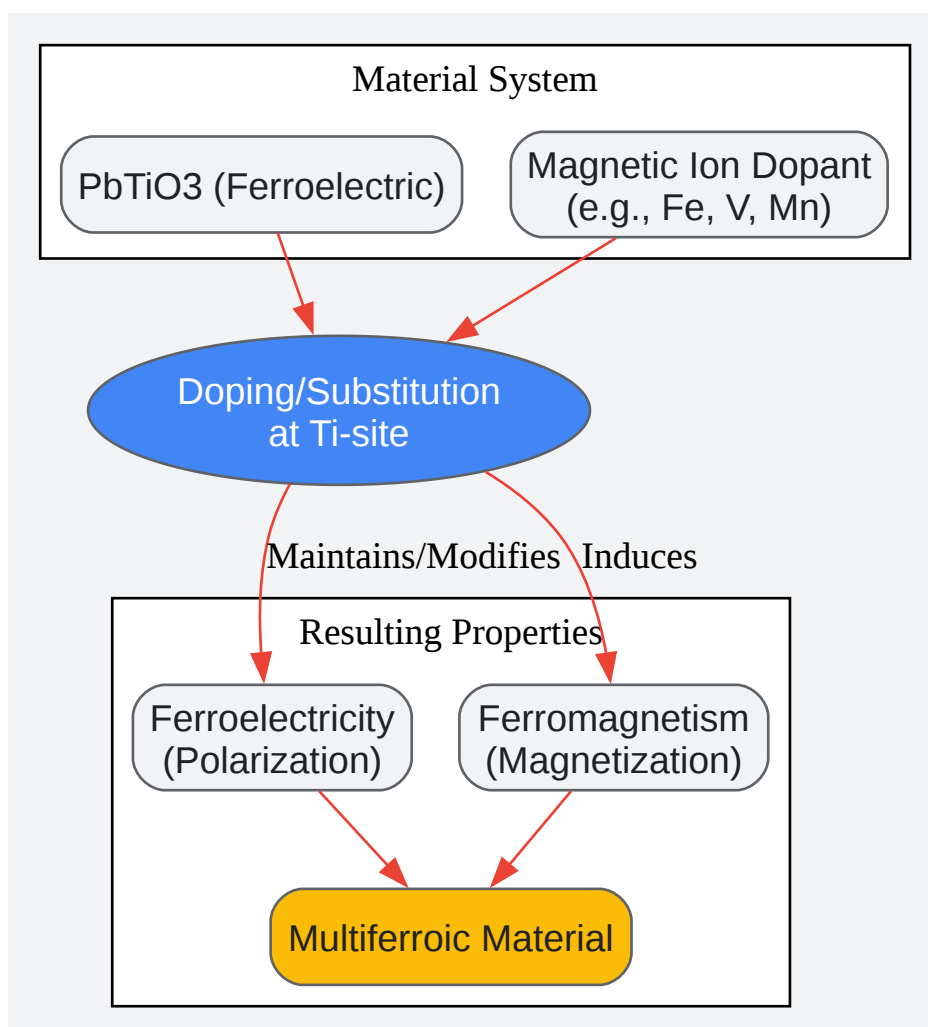 Material System
PbTiO3 (Ferroelectric)
Magnetic Ion Dopant
(e.g., Fe, V, Mn)
Doping/Substitution
at Ti-site
Maintains/Modifies
Induces
Resulting Properties
Ferroelectricity
(Polarization)
Ferromagnetism
(Magnetization)
Multiferroic Material